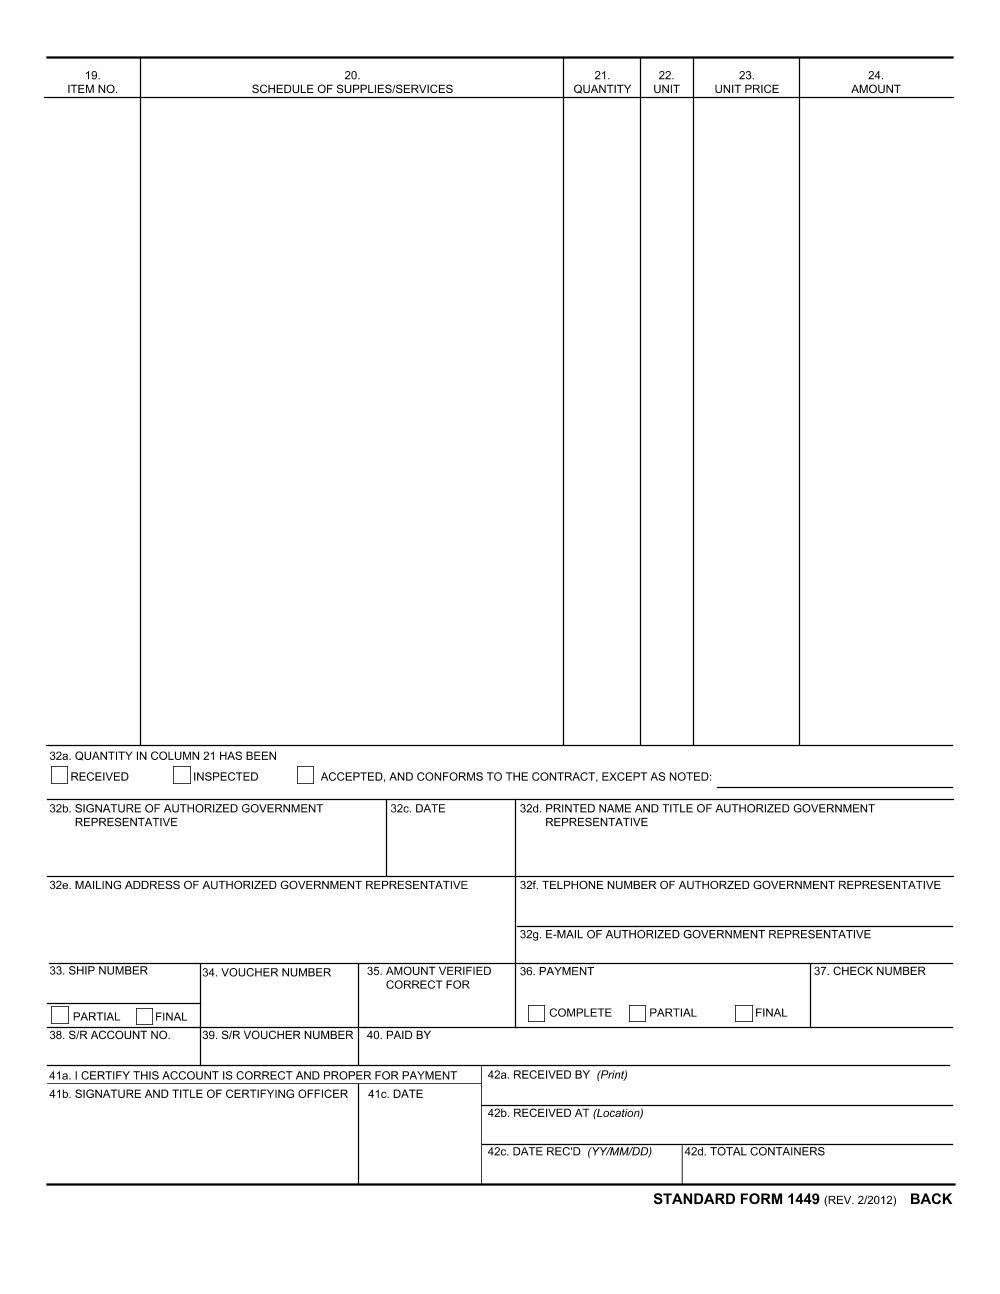 19.
ITEM NO.
20.
SCHEDULE OF SUPPLIES/SERVICES
21.
QUANTITY
22.
UNIT
23.
UNIT PRICE
24.
AMOUNT
32a. QUANTITY IN COLUMN 21 HAS BEEN
RECEIVED INSPECTED ACCEPTED, AND CONFORMS TO THE CONTRACT, EXCEPT AS NOTED:
32b. SIGNATURE OF AUTHORIZED GOVERNMENT
REPRESENTATIVE
32c. DATE
32d. PRINTED NAME AND TITLE OF AUTHORIZED GOVERNMENT
REPRESENTATIVE
32e. MAILING ADDRESS OF AUTHORIZED GOVERNMENT REPRESENTATIVE
32f. TELPHONE NUMBER OF AUTHORZED GOVERNMENT REPRESENTATIVE
32g. E-MAIL OF AUTHORIZED GOVERNMENT REPRESENTATIVE
33. SHIP NUMBER
PARTIAL FINAL
34. VOUCHER NUMBER
35. AMOUNT VERIFIED
CORRECT FOR
36. PAYMENT
COMPLETE PARTIAL FINAL
37. CHECK NUMBER
38. S/R ACCOUNT NO.
39. S/R VOUCHER NUMBER
40. PAID BY
41a. I CERTIFY THIS ACCOUNT IS CORRECT AND PROPER FOR PAYMENT
41b. SIGNATURE AND TITLE OF CERTIFYING OFFICER
41c. DATE
42a. RECEIVED BY (Print)
42b. RECEIVED AT (Location)
42c. DATE REC'D (YY/MM/DD)
42d. TOTAL CONTAINERS
STANDARD FORM 1449 (REV. 2/2012) BACK